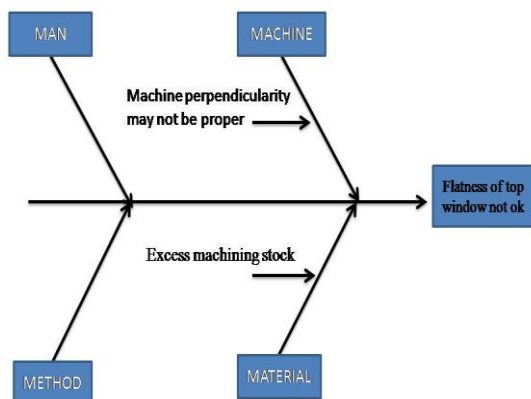 MAN
MACHINE
Machine perpendicularity
may not be proper
Flatness of top
window not ok
Excess machining stock
METHOD
MATERIAL